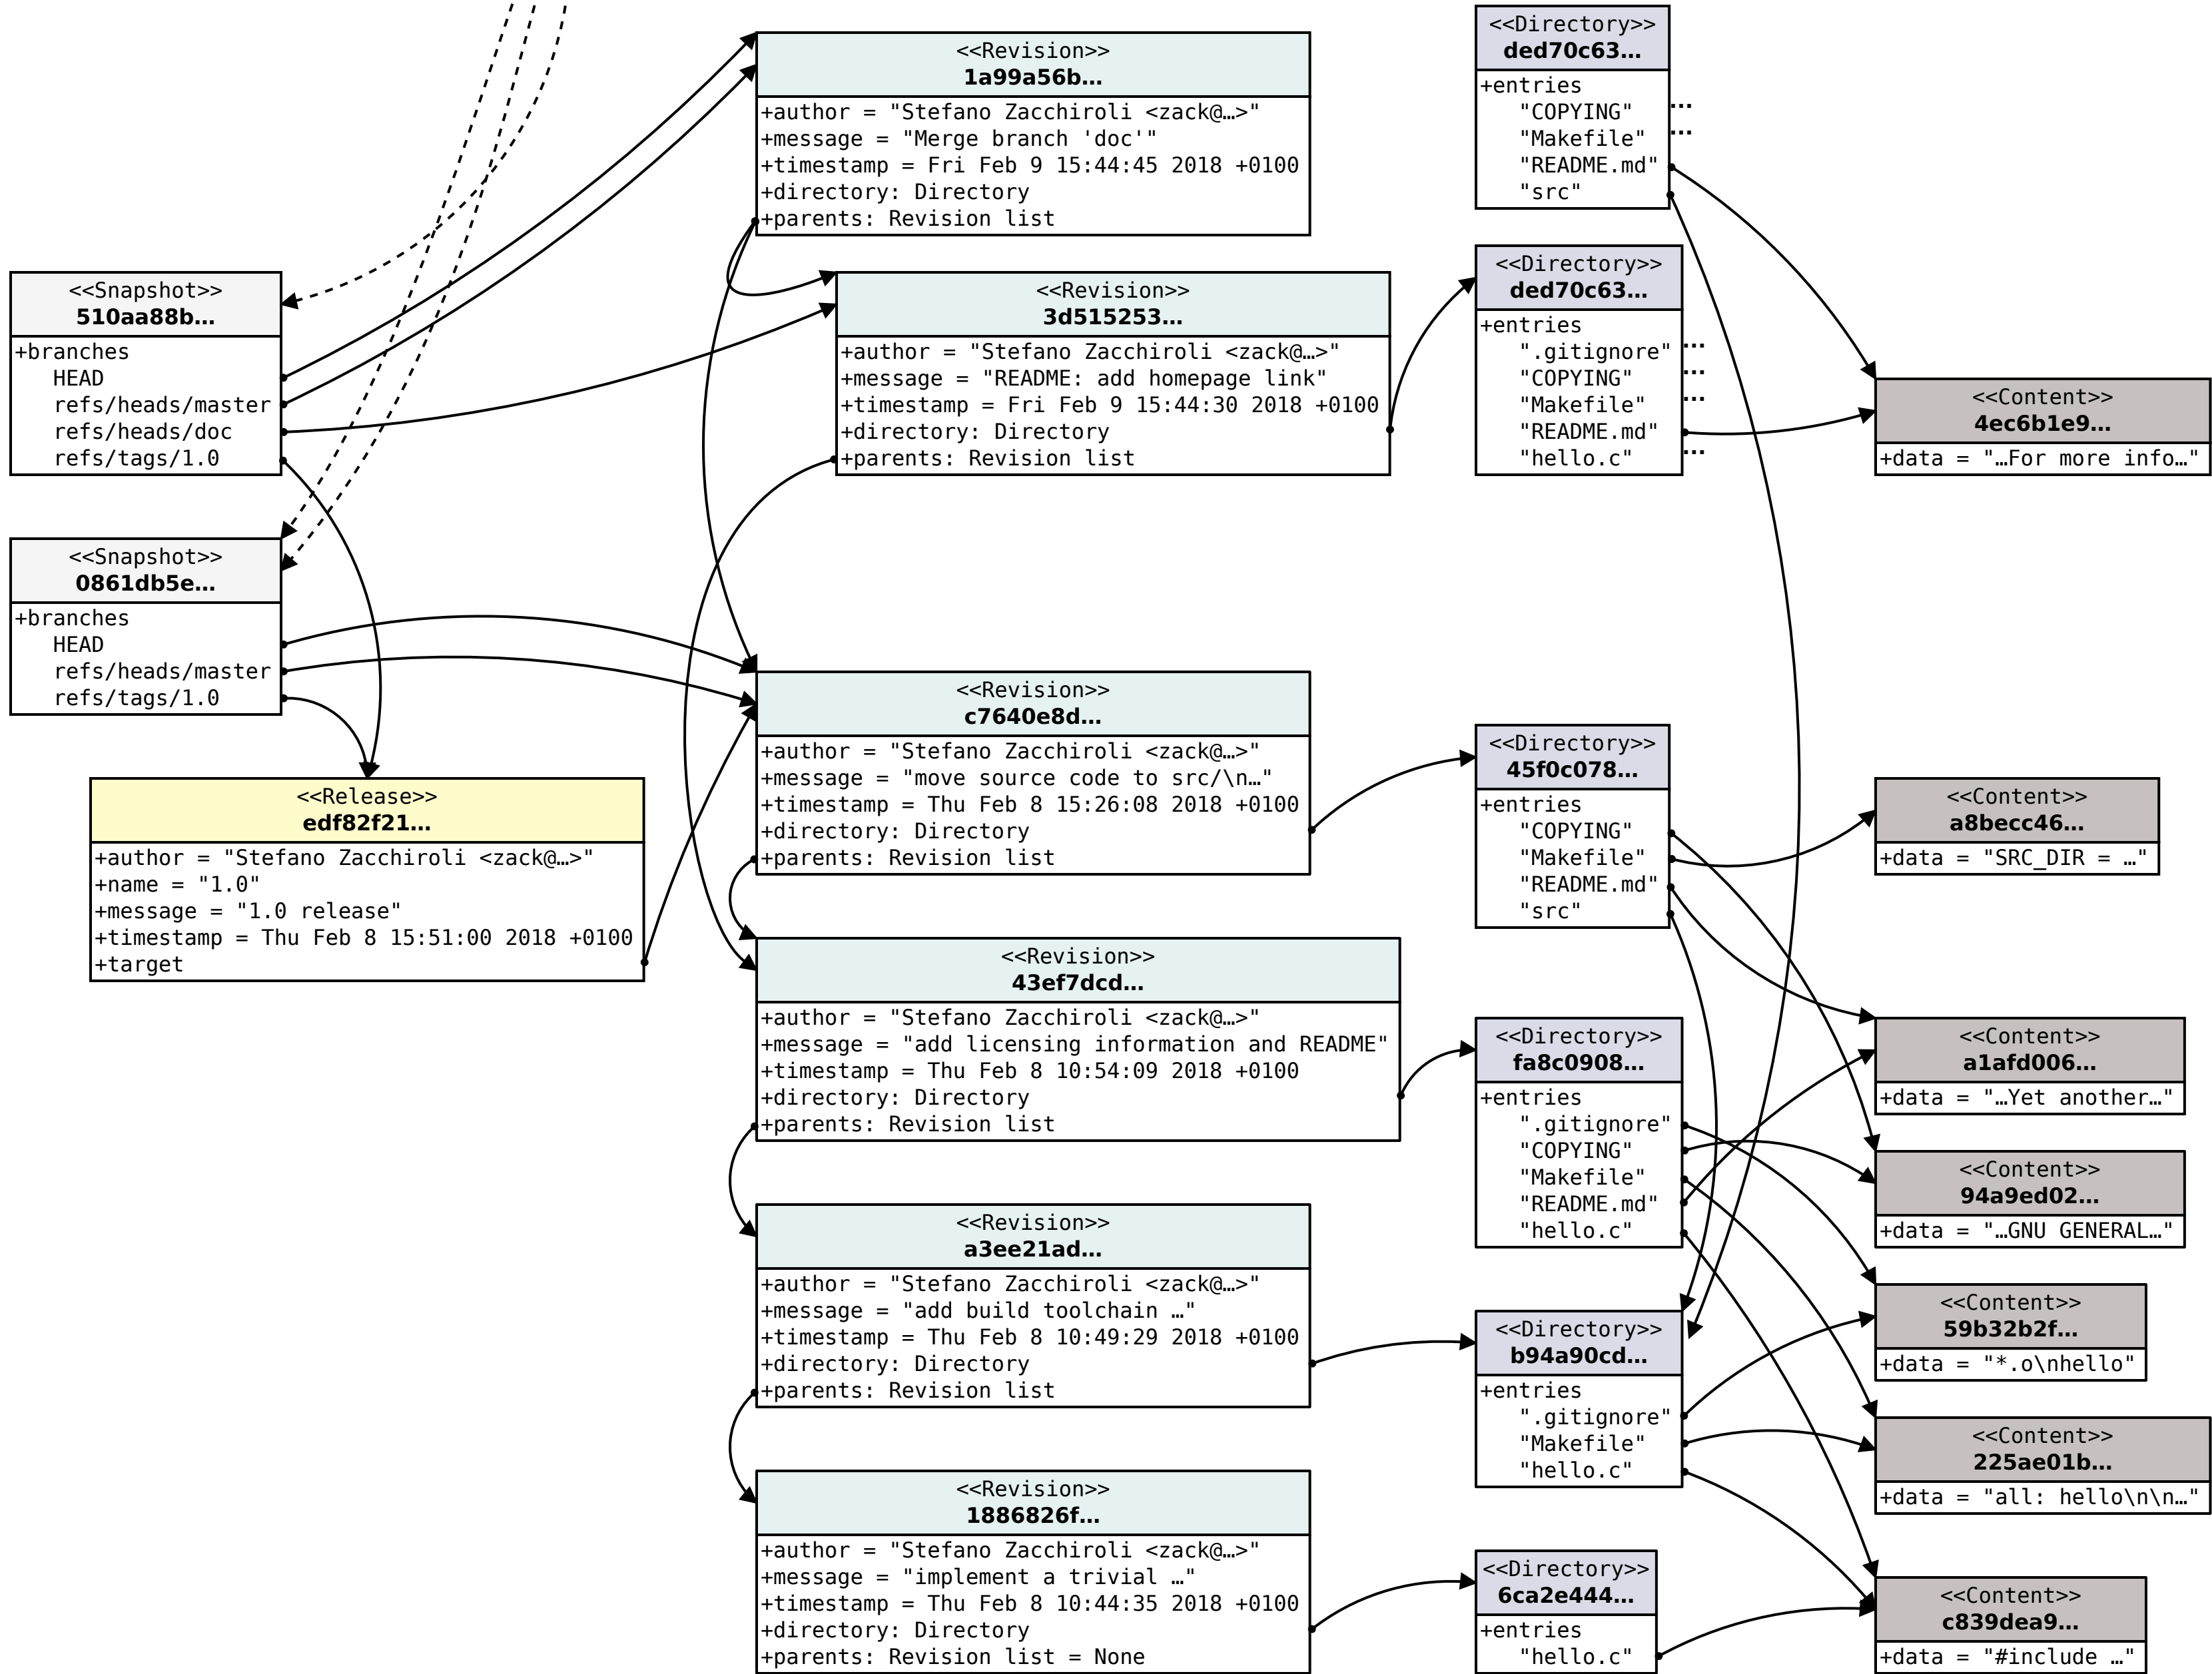 <<Snapshot>>
510aa88b…
+branches
HEAD
refs/heads/master
refs/heads/doc
refs/tags/1.0
<<Snapshot>>
0861db5e…
+branches
HEAD
refs/heads/master
refs/tags/1.0
<<Release>>
edf82f21…
+author = "Stefano Zacchiroli <zack@…>"
+name = "1.0"
+message = "1.0 release"
+timestamp = Thu Feb 8 15:51:00 2018 +0100
+target
<<Revision>>
1a99a56b…
+author = "Stefano Zacchiroli <zack@…>"
+message = "Merge branch 'doc'"
+timestamp = Fri Feb 9 15:44:45 2018 +0100
+directory: Directory
+parents: Revision list
<<Revision>>
3d515253…
+author = "Stefano Zacchiroli <zack@…>"
+message = "README: add homepage link"
+timestamp = Fri Feb 9 15:44:30 2018 +0100
+directory: Directory
+parents: Revision list
<<Revision>>
c7640e8d…
+author = "Stefano Zacchiroli <zack@…>"
+message = "move source code to src/\n…"
+timestamp = Thu Feb 8 15:26:08 2018 +0100
+directory: Directory
+parents: Revision list
<<Revision>>
43ef7dcd…
+author = "Stefano Zacchiroli <zack@…>"
+message = "add licensing information and README"
+timestamp = Thu Feb 8 10:54:09 2018 +0100
+directory: Directory
+parents: Revision list
<<Revision>>
a3ee21ad…
+author = "Stefano Zacchiroli <zack@…>"
+message = "add build toolchain …"
+timestamp = Thu Feb 8 10:49:29 2018 +0100
+directory: Directory
+parents: Revision list
<<Revision>>
1886826f…
+author = "Stefano Zacchiroli <zack@…>"
+message = "implement a trivial …"
+timestamp = Thu Feb 8 10:44:35 2018 +0100
+directory: Directory
+parents: Revision list = None
<<Directory>>
ded70c63…
+entries
"COPYING" …
"Makefile" …
"README.md"
"src"
<<Directory>>
ded70c63…
+entries
".gitignore" …
"COPYING" …
"Makefile" …
"README.md"
"hello.c" …
<<Directory>>
45f0c078…
+entries
"COPYING"
"Makefile"
"README.md"
"src"
<<Directory>>
fa8c0908…
+entries
".gitignore"
"COPYING"
"Makefile"
"README.md"
"hello.c"
<<Directory>>
b94a90cd…
+entries
".gitignore"
"Makefile"
"hello.c"
<<Directory>>
6ca2e444…
+entries
"hello.c"
<<Content>>
4ec6b1e9…
+data = "…For more info…"
<<Content>>
a8becc46…
+data = "SRC_DIR = …"
<<Content>>
a1afd006…
+data = "…Yet another…"
<<Content>>
94a9ed02…
+data = "…GNU GENERAL…"
<<Content>>
59b32b2f…
+data = "*.o\nhello"
<<Content>>
225ae01b…
+data = "all: hello\n\n…"
<<Content>>
c839dea9…
+data = "#include …"